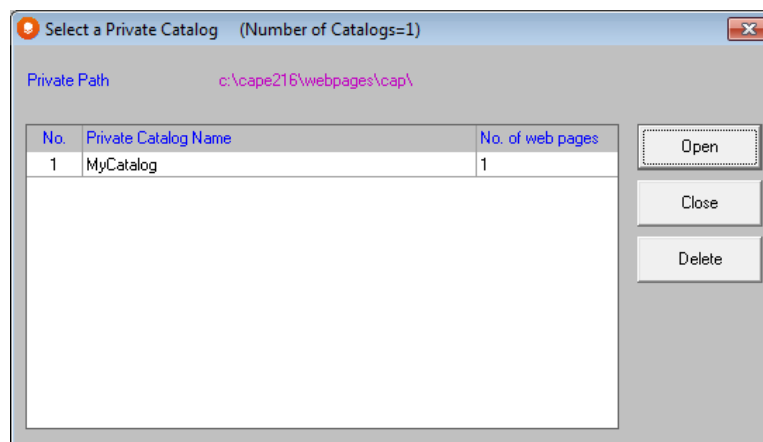 Select a Private Catalog (Number of Catalogs=1)
Private Path c:\cape216\webpages\cap\
No. Private Catalog Name No. of web pages
1 MyCatalog 1
Open
Close
Delete